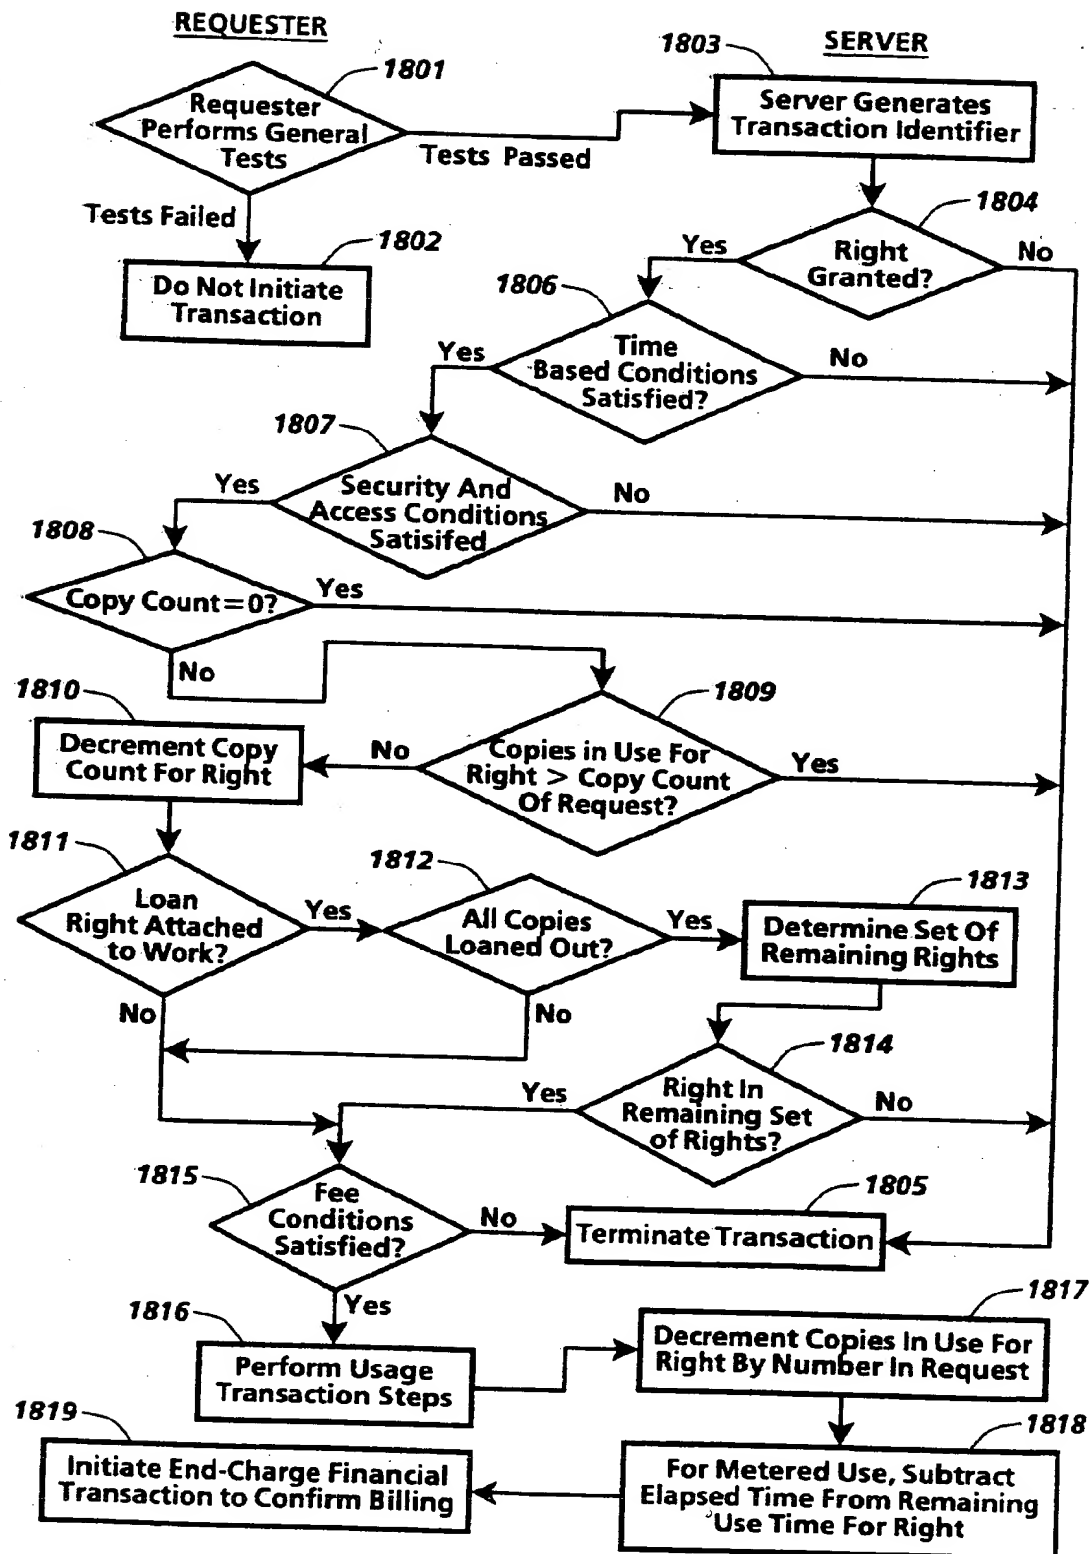 REQUESTER
SERVER
1801
Requester
Performs General
Tests
Tests Passed
1803
Server Generates
Transaction Identifier
Tests Failed
1802
Do Not Initiate
Transaction
1804
Right
Granted?
Yes
No
1806
Time
Based Conditions
Satisfied?
Yes
No
1807
Security And
Access Conditions
Satisifed
Yes
No
1808
Copy Count=0?
Yes
No
1809
Copies in Use For
Right > Copy Count
Of Request?
No
Yes
1810
Decrement Copy
Count For Right
1811
Loan
Right Attached
to Work?
Yes
No
1812
All Copies
Loaned Out?
Yes
No
1813
Determine Set Of
Remaining Rights
1814
Right In
Remaining Set
of Rights?
Yes
No
1815
Fee
Conditions
Satisfied?
No
Yes
1805
Terminate Transaction
1816
Perform Usage
Transaction Steps
1817
Decrement Copies In Use For
Right By Number In Request
1818
For Metered Use, Subtract
Elapsed Time From Remaining
Use Time For Right
1819
Initiate End-Charge Financial
Transaction to Confirm Billing